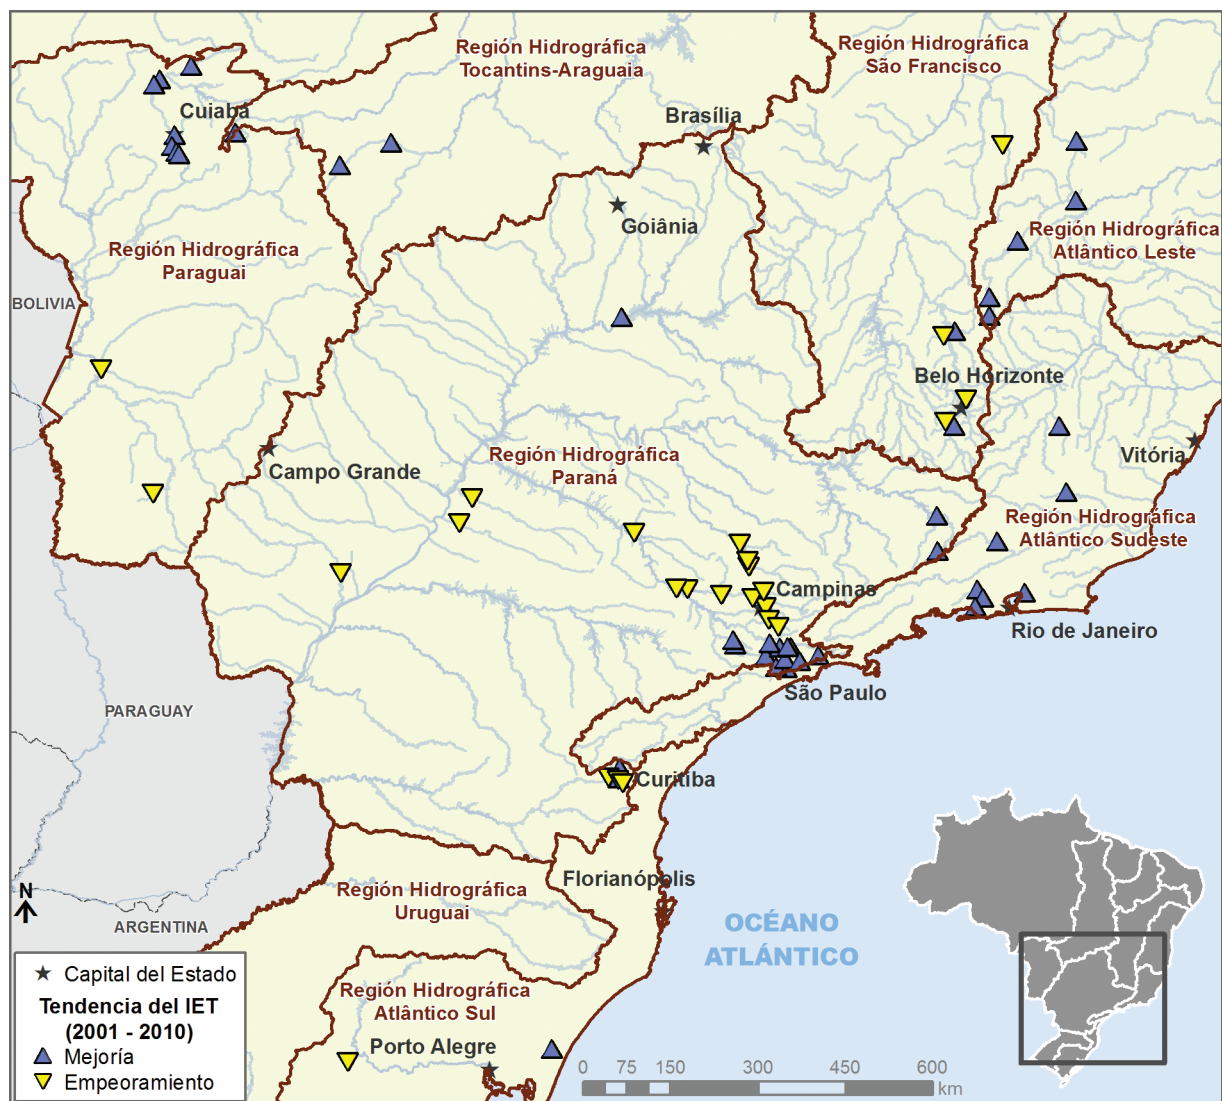 Región Hidrográfica
Tocantins-Araguaia
Región Hidrográfica
São Francisco
Cuiabá
Brasília
Goiânia
Región Hidrográfica
Atlântico Leste
Región Hidrográfica
Paraguai
BOLIVIA
Belo Horizonte
Vitória
Campo Grande
Región Hidrográfica
Paraná
Región Hidrográfica
Atlântico Sudeste
Campinas
Rio de Janeiro
São Paulo
PARAGUAY
Curitiba
Florianópolis
Región Hidrográfica
Uruguai
N
ARGENTINA
OCÉANO
ATLÁNTICO
Capital del Estado
Tendencia del IET
(2001 - 2010)
Mejoría
Empeoramiento
Región Hidrográfica
Atlântico Sul
Porto Alegre
0 75 150 300 450 600
km